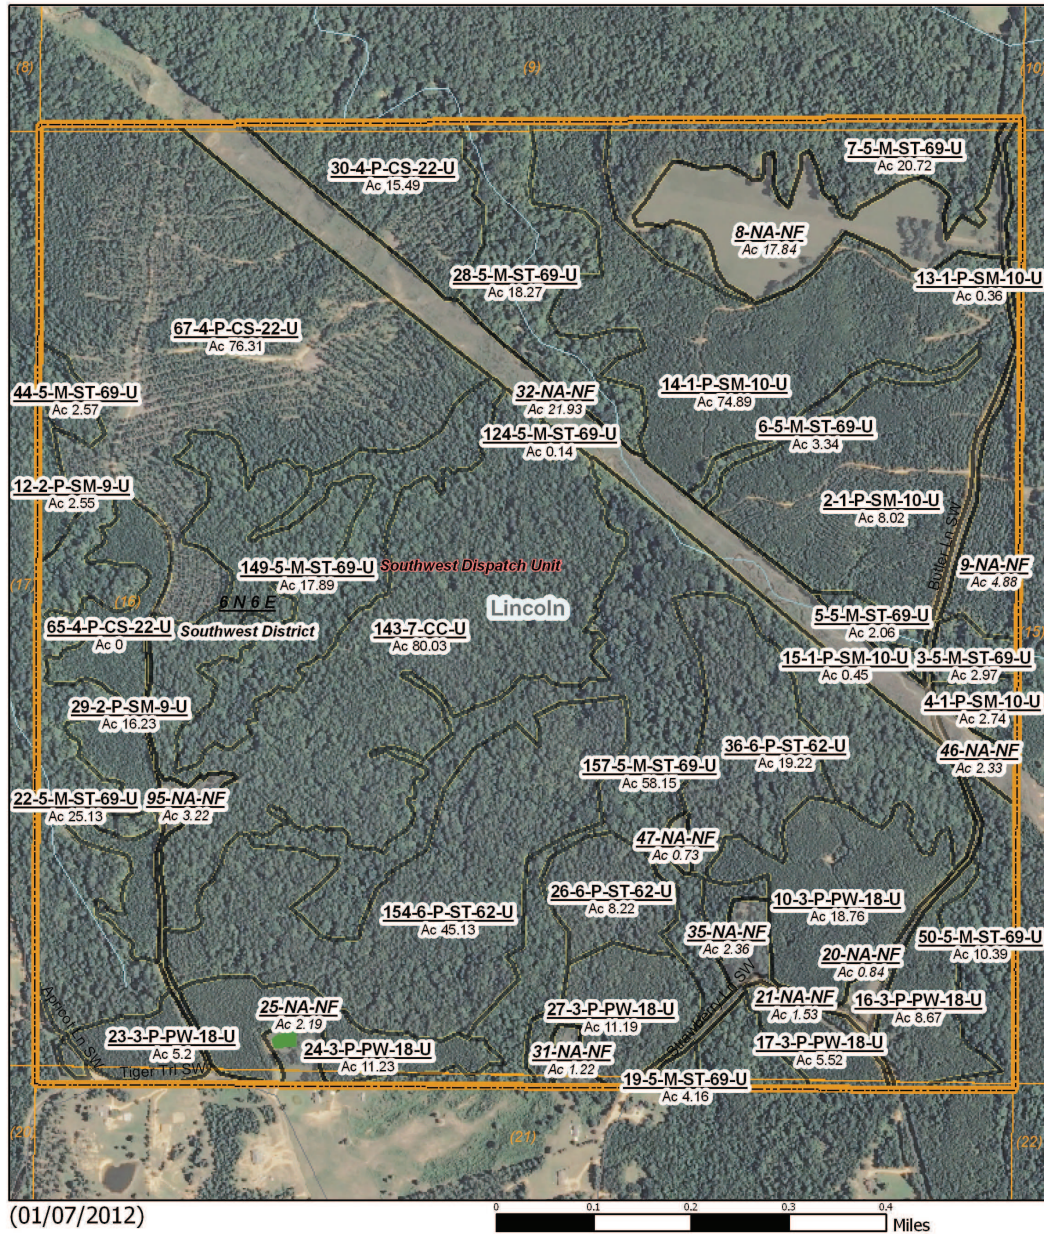 (8)
(9)
(10)
7-5-M-ST-69-U
Ac 20.72
30-4-P-CS-22-U
Ac 15.49
8-NA-NF
Ac 17.84
28-5-M-ST-69-U
Ac 18.27
13-1-P-SM-10-U
Ac 0.36
67-4-P-CS-22-U
Ac 76.31
44-5-M-ST-69-U
Ac 2.57
32-NA-NF
Ac 21.93
14-1-P-SM-10-U
Ac 74.89
124-5-M-ST-69-U
Ac 0.14
6-5-M-ST-69-U
Ac 3.34
12-2-P-SM-9-U
Ac 2.55
2-1-P-SM-10-U
Ac 8.02
Butler Ln SW
149-5-M-ST-69-U
Ac 17.89
Southwest Dispatch Unit
9-NA-NF
Ac 4.88
(17)
(16)
6 N 6 E
Lincoln
65-4-P-CS-22-U
Ac 0
Southwest District
143-7-CC-U
Ac 80.03
5-5-M-ST-69-U
Ac 2.06
(15)
15-1-P-SM-10-U
Ac 0.45
3-5-M-ST-69-U
Ac 2.97
29-2-P-SM-9-U
Ac 16.23
4-1-P-SM-10-U
Ac 2.74
36-6-P-ST-62-U
Ac 19.22
46-NA-NF
Ac 2.33
157-5-M-ST-69-U
Ac 58.15
22-5-M-ST-69-U
Ac 25.13
95-NA-NF
Ac 3.22
47-NA-NF
Ac 0.73
26-6-P-ST-62-U
Ac 8.22
10-3-P-PW-18-U
Ac 18.76
154-6-P-ST-62-U
Ac 45.13
35-NA-NF
Ac 2.36
50-5-M-ST-69-U
Ac 10.39
20-NA-NF
Ac 0.84
25-NA-NF
Ac 2.19
27-3-P-PW-18-U
Ac 11.19
21-NA-NF
Ac 1.53
16-3-P-PW-18-U
Ac 8.67
Apricot Ln SW
23-3-P-PW-18-U
Ac 5.2
24-3-P-PW-18-U
Ac 11.23
31-NA-NF
Ac 1.22
17-3-P-PW-18-U
Ac 5.52
Tiger Trl SW
19-5-M-ST-69-U
Ac 4.16
(20)
(21)
(22)
(01/07/2012)
0 0.1 0.2 0.3 0.4
Miles